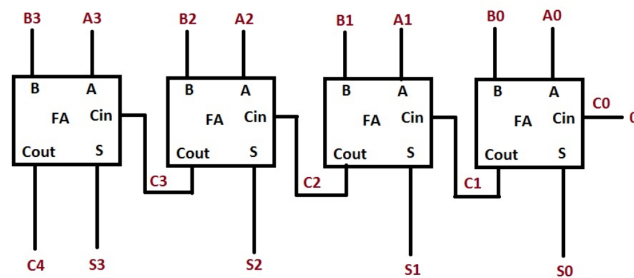 B3 A3 B2 A2 B1 A1 B0 A0
B A B A B A B A
C0
FA Cin FA Cin FA Cin FA Cin 0
Cout S Cout S Cout S Cout S
C3 C2 C1
C4 S3 S2 S1 S0